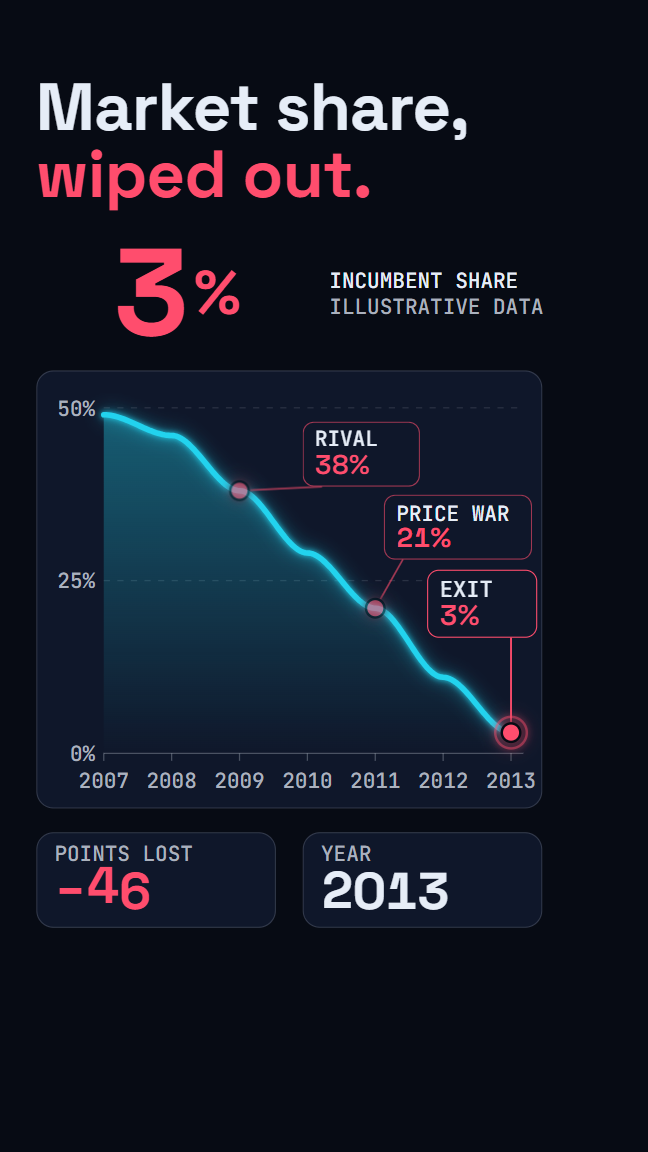 Market share,
wiped out.
3%
INCUMBENT SHARE
ILLUSTRATIVE DATA
50%
25%
0%
RIVAL
38%
PRICE WAR
21%
EXIT
3%
2007 2008 2009 2010 2011 2012 2013
POINTS LOST
-46
YEAR
2013